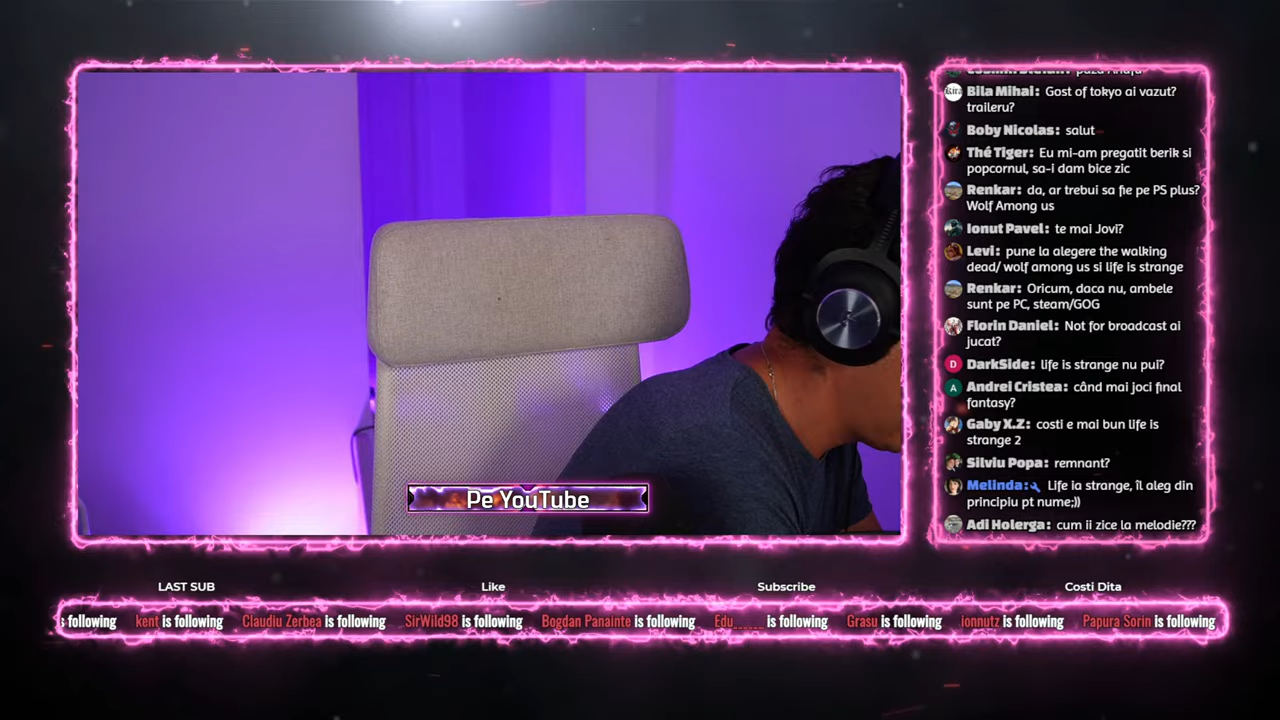 Pe YouTube
Bila Mihai: Gost of tokyo ai vazut?
traileru?
Boby Nicolas: salut
Thé Tiger: Eu mi-am pregatit berik si
popcornul, sa-i dam bice zic
Renkar: da, ar trebui sa fie pe PS plus?
Wolf Among us
Ionut Pavel: te mai Jovi?
Levi: pune la alegere the walking
dead/ wolf among us si life is strange
Renkar: Oricum, daca nu, ambele
sunt pe PC, steam/GOG
Florin Daniel: Not for broadcast ai
jucat?
D DarkSide: life is strange nu pui?
A Andrei Cristea: când mai joci final
fantasy?
Gaby X.Z: costi e mai bun life is
strange 2
Silviu Popa: remnant?
Melinda: Life ia strange, îl aleg din
principiu pt nume;))
Adi Holerga: cum ii zice la melodie???
LAST SUB
Like
Subscribe
Costi Dita
following kent is following Claudiu Zerbea is following SirWild98 is following Bogdan Panainte is following Edu______ is following Grasu is following ionnutz is following Papura Sorin is following